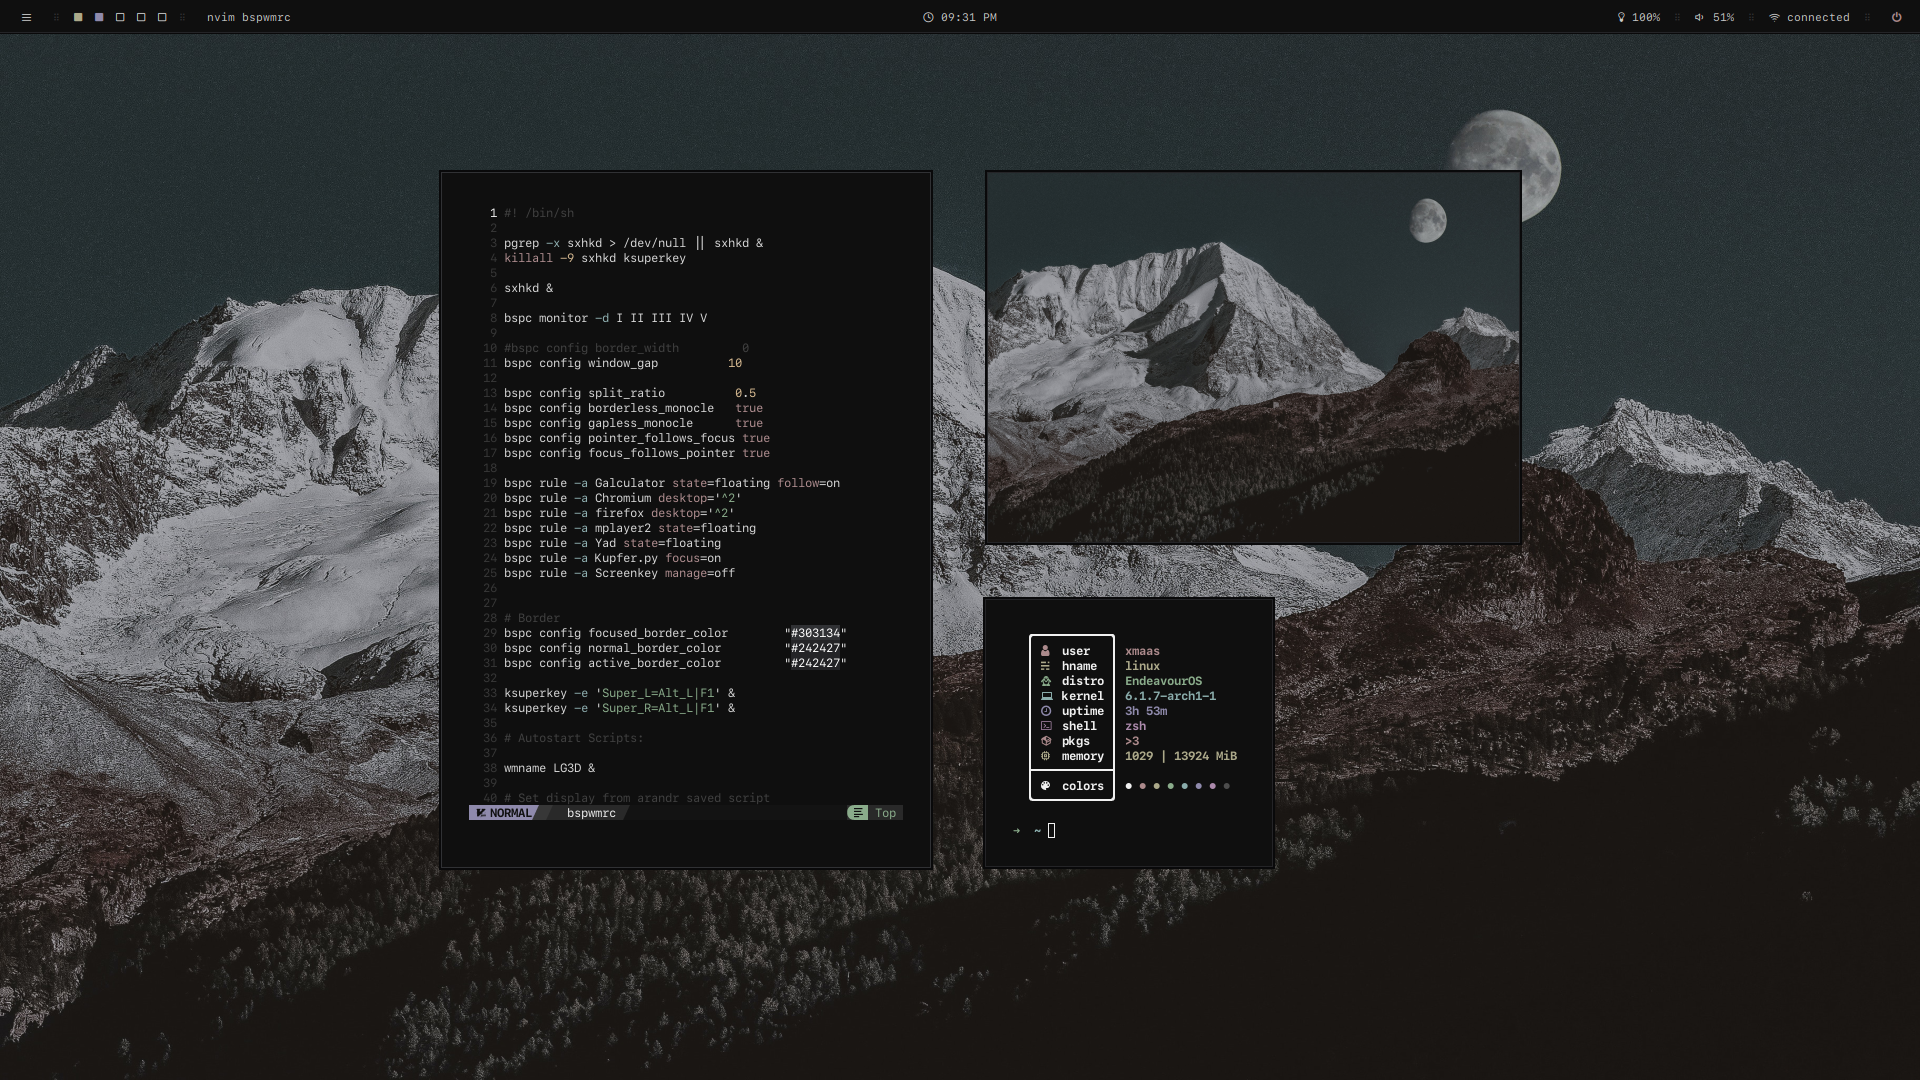 nvim bspwmrc
09:31 PM
100%
51%
connected
1 #! /bin/sh
2
3 pgrep -x sxhkd > /dev/null || sxhkd &
4 killall -9 sxhkd ksuperkey
5
6 sxhkd &
7
8 bspc monitor -d I II III IV V
9
10 #bspc config border_width 0
11 bspc config window_gap 10
12
13 bspc config split_ratio 0.5
14 bspc config borderless_monocle true
15 bspc config gapless_monocle true
16 bspc config pointer_follows_focus true
17 bspc config focus_follows_pointer true
18
19 bspc rule -a Galculator state=floating follow=on
20 bspc rule -a Chromium desktop='^2'
21 bspc rule -a firefox desktop='^2'
22 bspc rule -a mplayer2 state=floating
23 bspc rule -a Yad state=floating
24 bspc rule -a Kupfer.py focus=on
25 bspc rule -a Screenkey manage=off
26
27
28 # Border
29 bspc config focused_border_color "#303134"
30 bspc config normal_border_color "#242427"
31 bspc config active_border_color "#242427"
32
33 ksuperkey -e 'Super_L=Alt_L|F1' &
34 ksuperkey -e 'Super_R=Alt_L|F1' &
35
36 # Autostart Scripts:
37
38 wmname LG3D &
39
40 # Set display from arandr saved script
NORMAL bspwmrc Top
user xmaas
hname linux
distro EndeavourOS
kernel 6.1.7-arch1-1
uptime 3h 53m
shell zsh
pkgs >3
memory 1029 | 13924 MiB
colors
→ ~